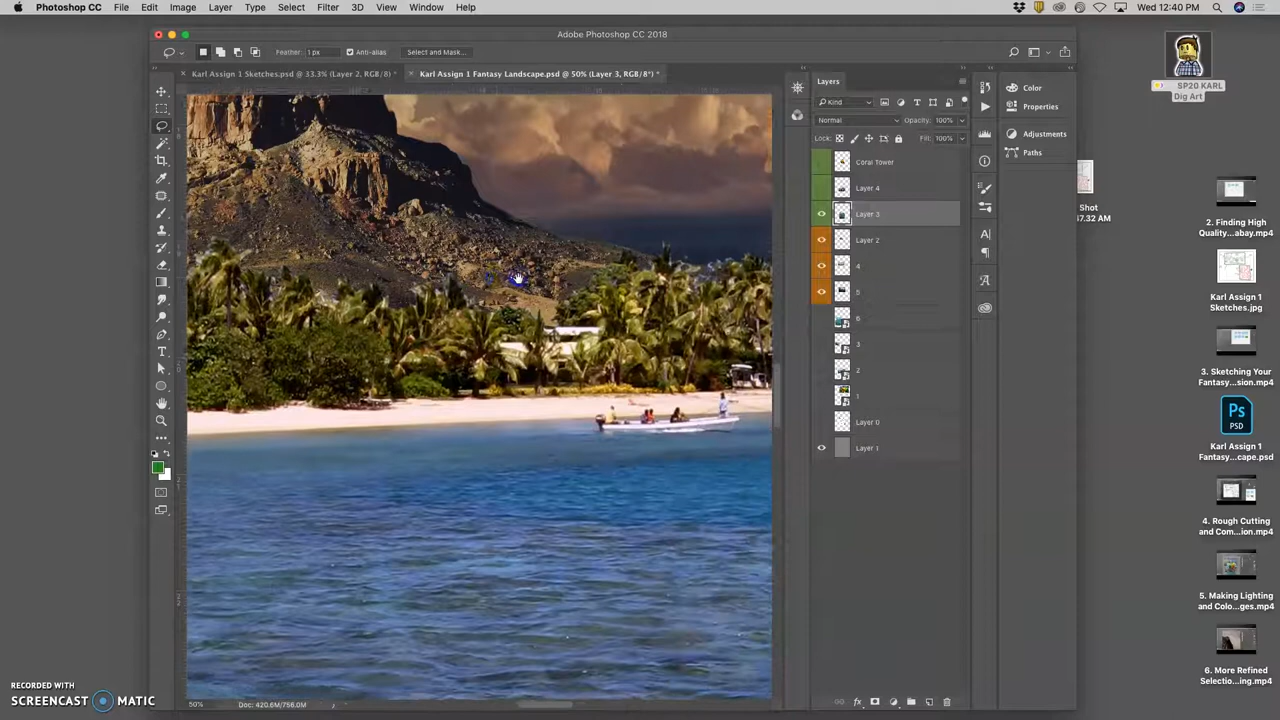 Photoshop CC File Edit Image Layer Type Select Filter 3D View Window Help
Wed 12:40 PM
Adobe Photoshop CC 2018
Feather: 1 px Anti-alias Select and Mask...
Karl Assign 1 Sketches.psd @ 33.3% (Layer 2, RGB/8) *
Karl Assign 1 Fantasy Landscape.psd @ 50% (Layer 3, RGB/8*) *
Layers
Kind
Normal Opacity: 100%
Lock: Fill: 100%
Coral Tower
Layer 4
Layer 3
Layer 2
4
5
6
3
2
1
Layer 0
Layer 1
Color
Properties
Adjustments
Paths
SP20 KARL
Dig Art
Shot
47.32 AM
2. Finding High
Quality...abay.mp4
Karl Assign 1
Sketches.jpg
3. Sketching Your
Fantasy...sion.mp4
Karl Assign 1
Fantasy...cape.psd
4. Rough Cutting
and Com...ion.mp4
5. Making Lighting
and Colo...ges.mp4
6. More Refined
Selectio...ing.mp4
50% Doc: 420.6M/756.0M
RECORDED WITH
SCREENCAST MATIC